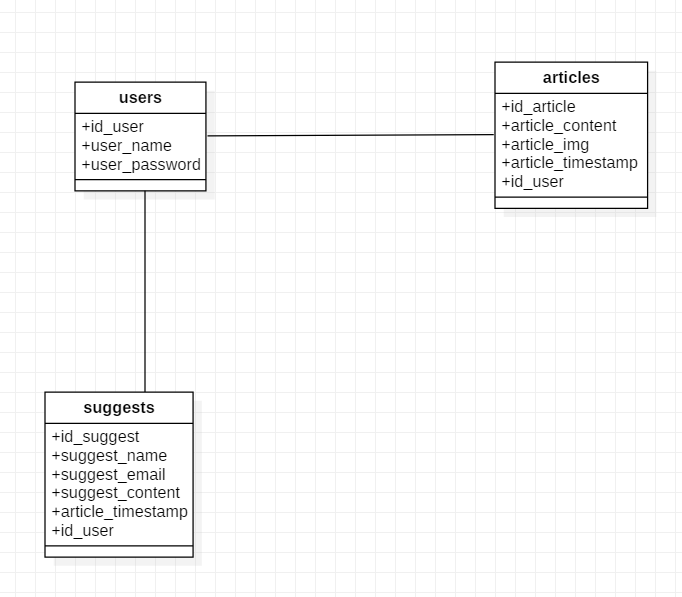 users
+id_user
+user_name
+user_password
articles
+id_article
+article_content
+article_img
+article_timestamp
+id_user
suggests
+id_suggest
+suggest_name
+suggest_email
+suggest_content
+article_timestamp
+id_user